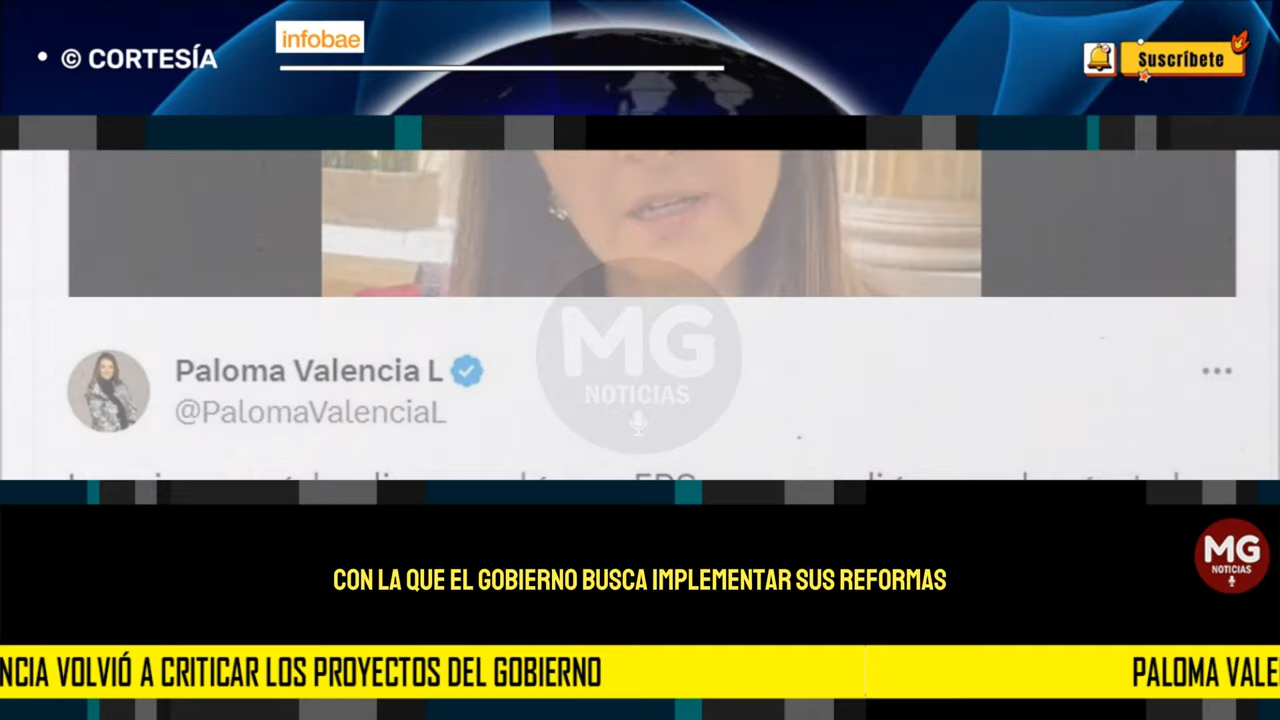 • © CORTESÍA
infobae
Suscríbete
MG
NOTICIAS
Paloma Valencia L
@PalomaValenciaL
MG
NOTICIAS
CON LA QUE EL GOBIERNO BUSCA IMPLEMENTAR SUS REFORMAS
NCIA VOLVIÓ A CRITICAR LOS PROYECTOS DEL GOBIERNO
PALOMA VALE